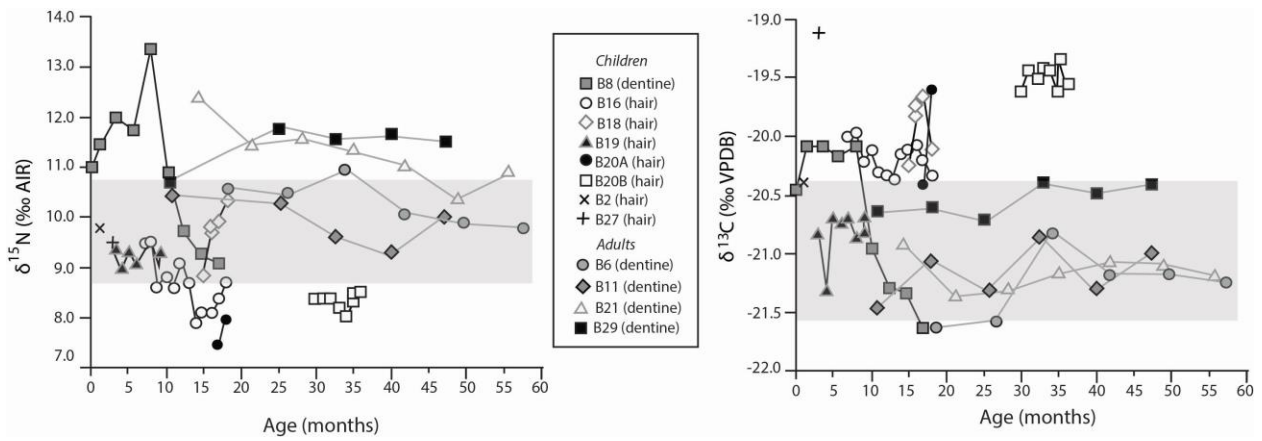 14.0
13.0
12.0
11.0
10.0
9.0
8.0
7.0
δ¹⁵N (‰ AIR)
0 5 10 15 20 25 30 35 40 45 50 55 60
Age (months)
Children
B8 (dentine)
B16 (hair)
B18 (hair)
B19 (hair)
B20A (hair)
B20B (hair)
B2 (hair)
B27 (hair)
Adults
B6 (dentine)
B11 (dentine)
B21 (dentine)
B29 (dentine)
-19.0
-19.5
-20.0
-20.5
-21.0
-21.5
-22.0
δ¹³C (‰ VPDB)
0 5 10 15 20 25 30 35 40 45 50 55 60
Age (months)